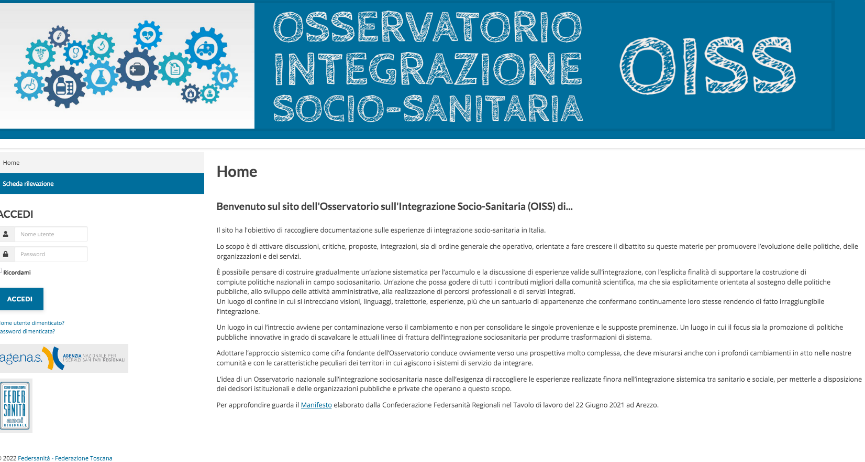 OSSERVATORIO
INTEGRAZIONE
SOCIO-SANITARIA
OISS
Home
Scheda rilevazione
ACCEDI
Nome utente
Password
Ricordami
ACCEDI
Nome utente dimenticato?
Password dimenticata?
agenas.
AGENZIA NAZIONALE PER
I SERVIZI SANITARI REGIONALI
FEDER
SANITÀ
© 2022 Federsanità - Federazione Toscana
Home
Benvenuto sul sito dell'Osservatorio sull'Integrazione Socio-Sanitaria (OISS) di...
Il sito ha l'obiettivo di raccogliere documentazione sulle esperienze di integrazione socio-sanitaria in Italia.
Lo scopo è di attivare discussioni, critiche, proposte, integrazioni, sia di ordine generale che operativo, orientate a fare crescere il dibattito su queste materie per promuovere l'evoluzione delle politiche, delle
organizzazioni e dei servizi.
È possibile pensare di costruire gradualmente un'azione sistematica per l'accumulo e la discussione di esperienze valide sull'integrazione, con l'esplicita finalità di supportare la costruzione di
compiute politiche nazionali in campo sociosanitario. Un'azione che possa godere di tutti i contributi migliori dalla comunità scientifica, ma che sia esplicitamente orientata al sostegno delle politiche
pubbliche, allo sviluppo delle attività amministrative, alla realizzazione di percorsi professionali e di servizi integrati.
Un luogo di confine in cui si intrecciano visioni, linguaggi, traiettorie, esperienze, più che un santuario di appartenenze che confermano continuamente loro stesse rendendo di fatto irraggiungibile
l'integrazione.
Un luogo in cui l'intreccio avviene per contaminazione verso il cambiamento e non per consolidare le singole provenienze e le supposte preminenze. Un luogo in cui il focus sia la promozione di politiche
pubbliche innovative in grado di scavalcare le attuali linee di frattura dell'integrazione sociosanitaria per produrre trasformazioni di sistema.
Adottare l'approccio sistemico come cifra fondante dell'Osservatorio conduce ovviamente verso una prospettiva molto complessa, che deve misurarsi anche con i profondi cambiamenti in atto nelle nostre
comunità e con le caratteristiche peculiari dei territori in cui agiscono i sistemi di servizio da integrare.
L'idea di un Osservatorio nazionale sull'integrazione sociosanitaria nasce dall'esigenza di raccogliere le esperienze realizzate finora nell'integrazione sistemica tra sanitario e sociale, per metterle a disposizione
dei decisori istituzionali e delle organizzazioni pubbliche e private che operano a questo scopo.
Per approfondire guarda il Manifesto elaborato dalla Confederazione Federsanità Regionali nel Tavolo di lavoro del 22 Giugno 2021 ad Arezzo.